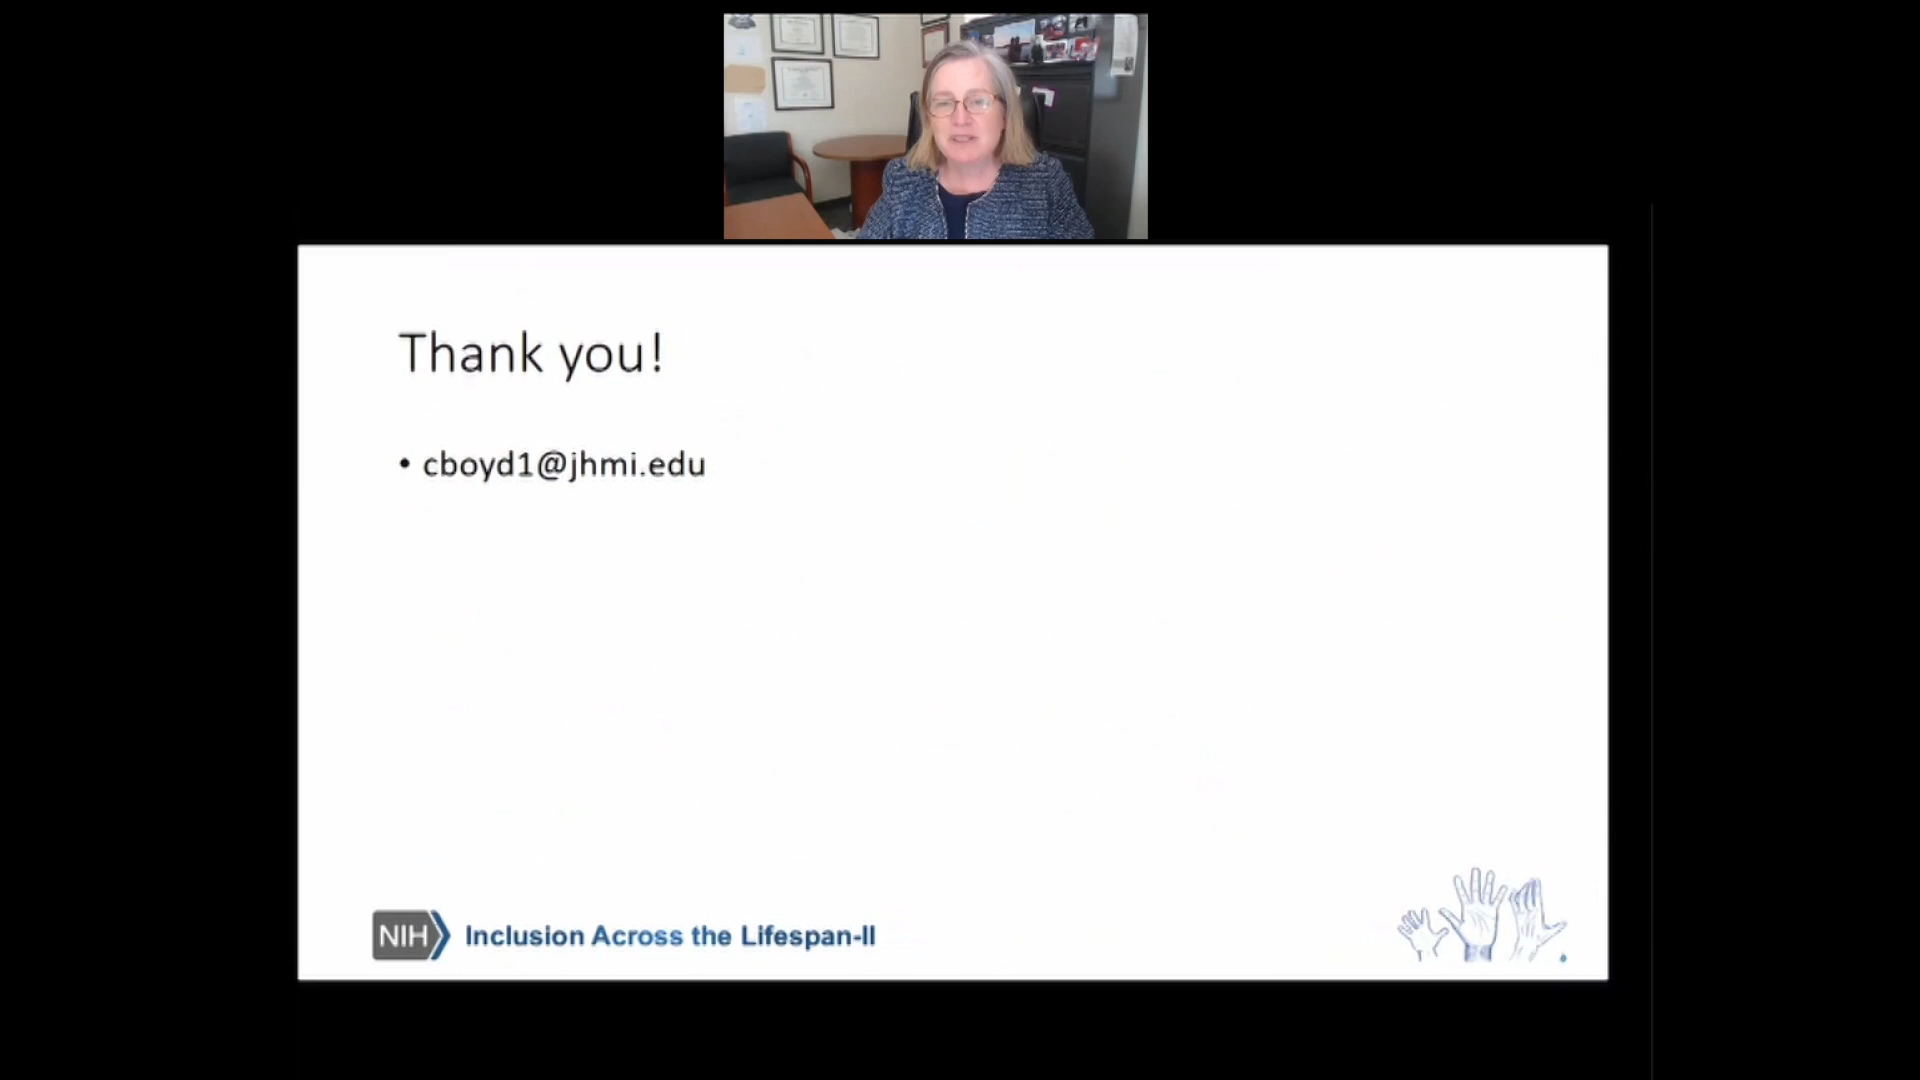 Thank you!
• cboyd1@jhmi.edu
NIH Inclusion Across the Lifespan-II